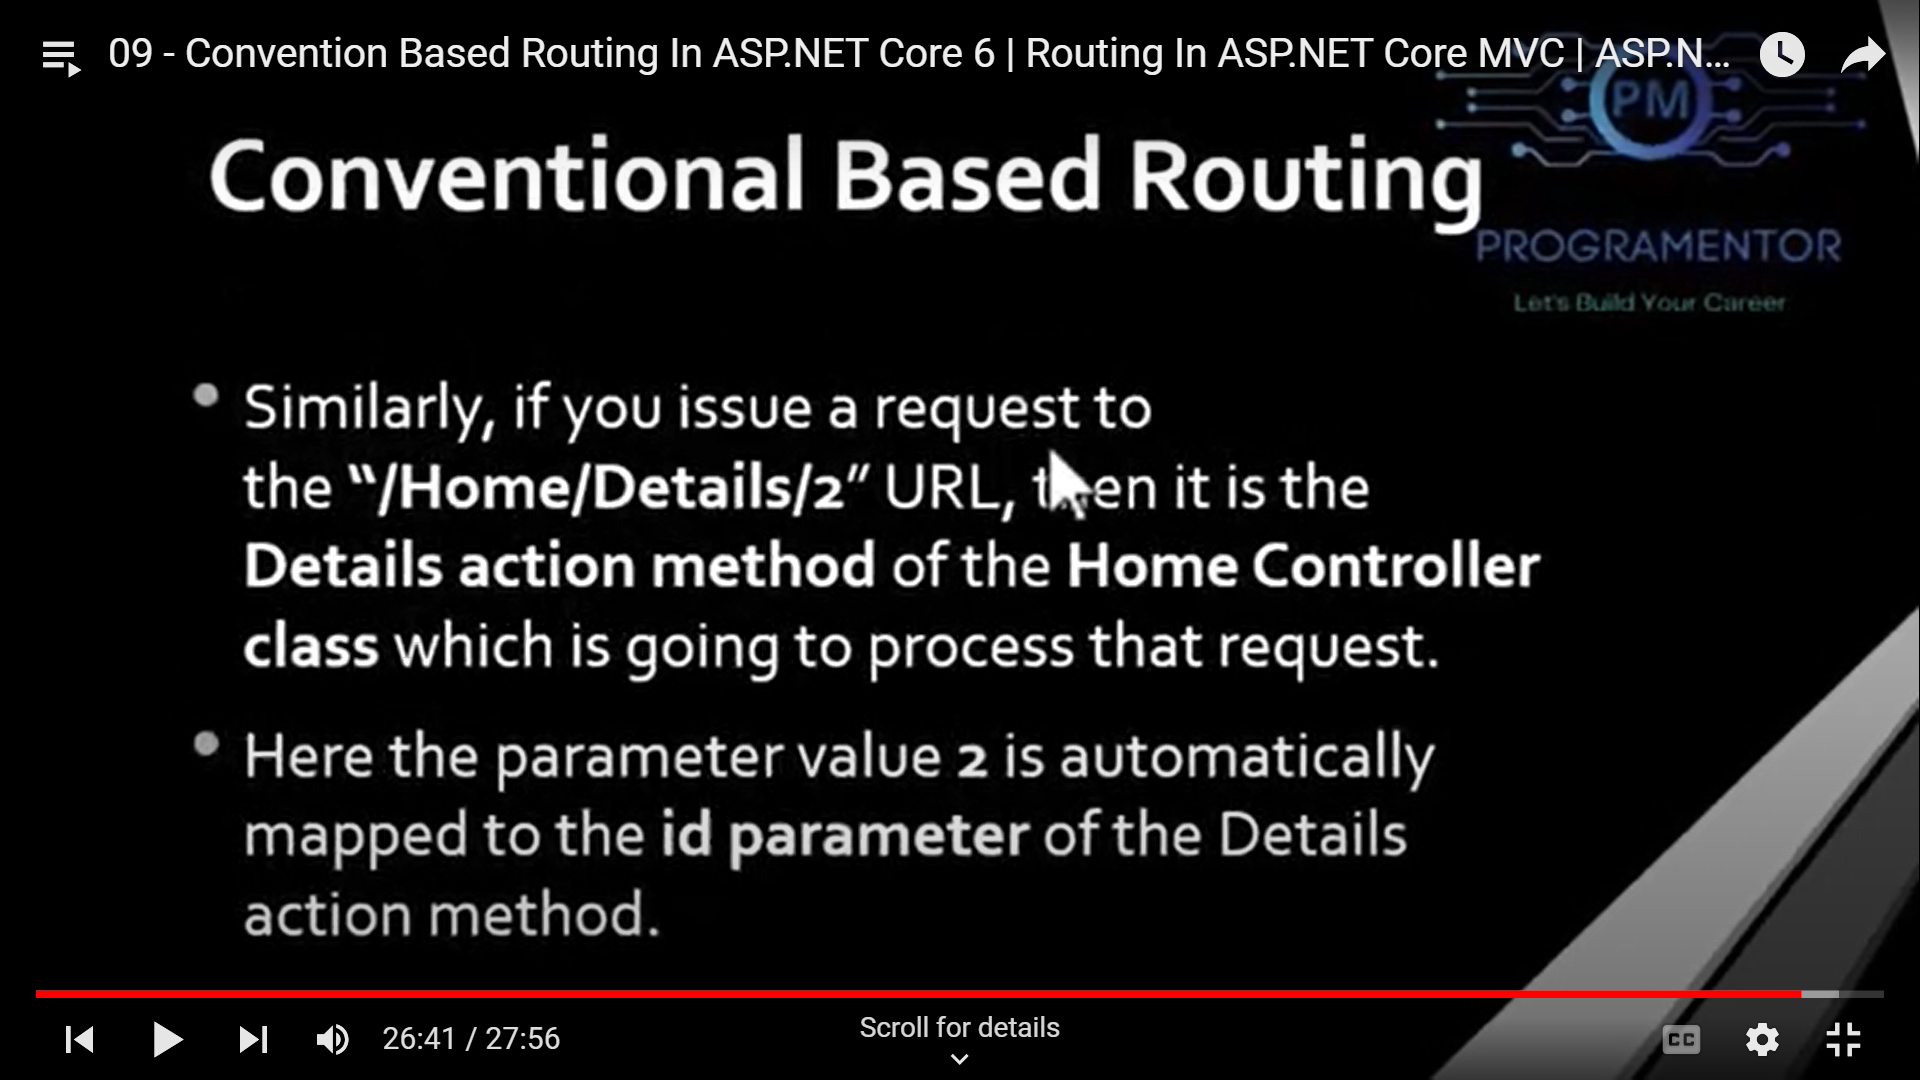 09 - Convention Based Routing In ASP.NET Core 6 | Routing In ASP.NET Core MVC | ASP.N...
PM
Conventional Based Routing
PROGRAMENTOR
Let's Build Your Career
Similarly, if you issue a request to
the “/Home/Details/2” URL, then it is the
Details action method of the Home Controller
class which is going to process that request.
Here the parameter value 2 is automatically
mapped to the id parameter of the Details
action method.
26:41 / 27:56
Scroll for details
CC